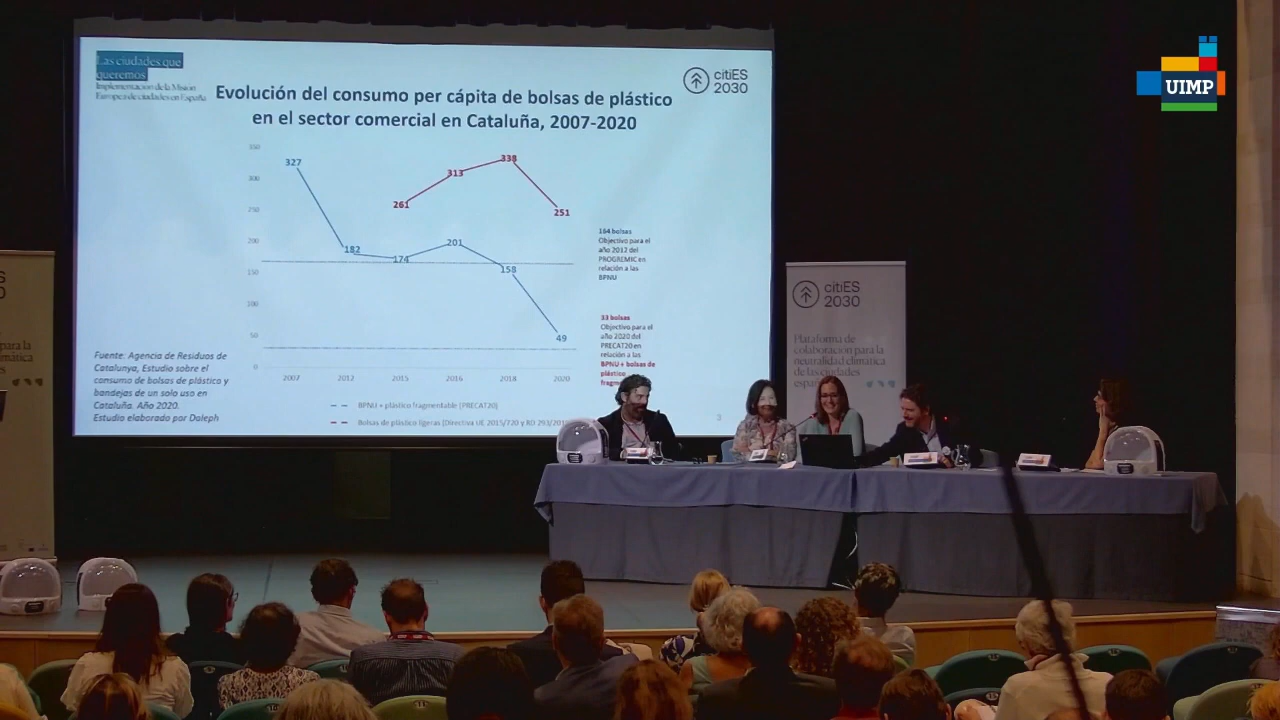 Las ciudades que
queremos
Implementación de la Misión
Europea de ciudades en España
citiES
2030
UIMP
Evolución del consumo per cápita de bolsas de plástico
en el sector comercial en Cataluña, 2007-2020
350
300
250
200
150
100
50
0
327
182
174
201
158
49
261
313
338
251
2007
2012
2015
2016
2018
2020
164 bolsas
Objectivo para el
año 2012 del
PROGREMIC en
relación a las
BPNU
33 bolsas
Objectivo para el
año 2020 del
PRECAT20 en
relación a las
BPNU + bolsas de
plástico
Fuente: Agencia de Residuos de
Catalunya, Estudio sobre el
consumo de bolsas de plástico y
bandejas de un solo uso en
Cataluña. Año 2020.
Estudio elaborado por Daleph
BPNU + plástico fragmentable (PRECAT20)
Bolsas de plástico ligeras (Directiva UE 2015/720 y RD 293/201
3
citiES
2030
Plataforma de
colaboración para la
neutralidad climática
de las ciudades
para la